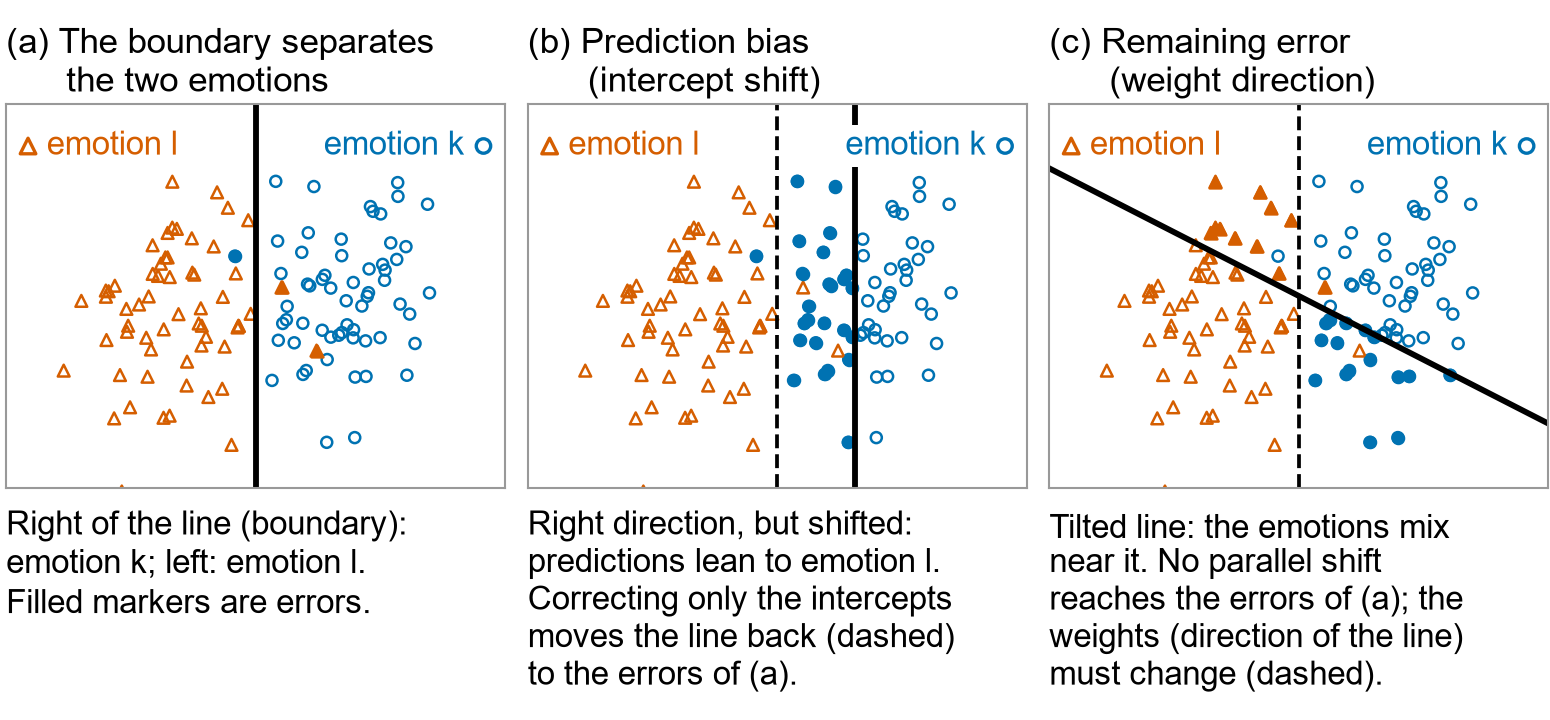 (a) The boundary separates
the two emotions
emotion l
emotion k
Right of the line (boundary):
emotion k; left: emotion l.
Filled markers are errors.
(b) Prediction bias
(intercept shift)
emotion l
emotion k
Right direction, but shifted:
predictions lean to emotion l.
Correcting only the intercepts
moves the line back (dashed)
to the errors of (a).
(c) Remaining error
(weight direction)
emotion l
emotion k
Tilted line: the emotions mix
near it. No parallel shift
reaches the errors of (a); the
weights (direction of the line)
must change (dashed).